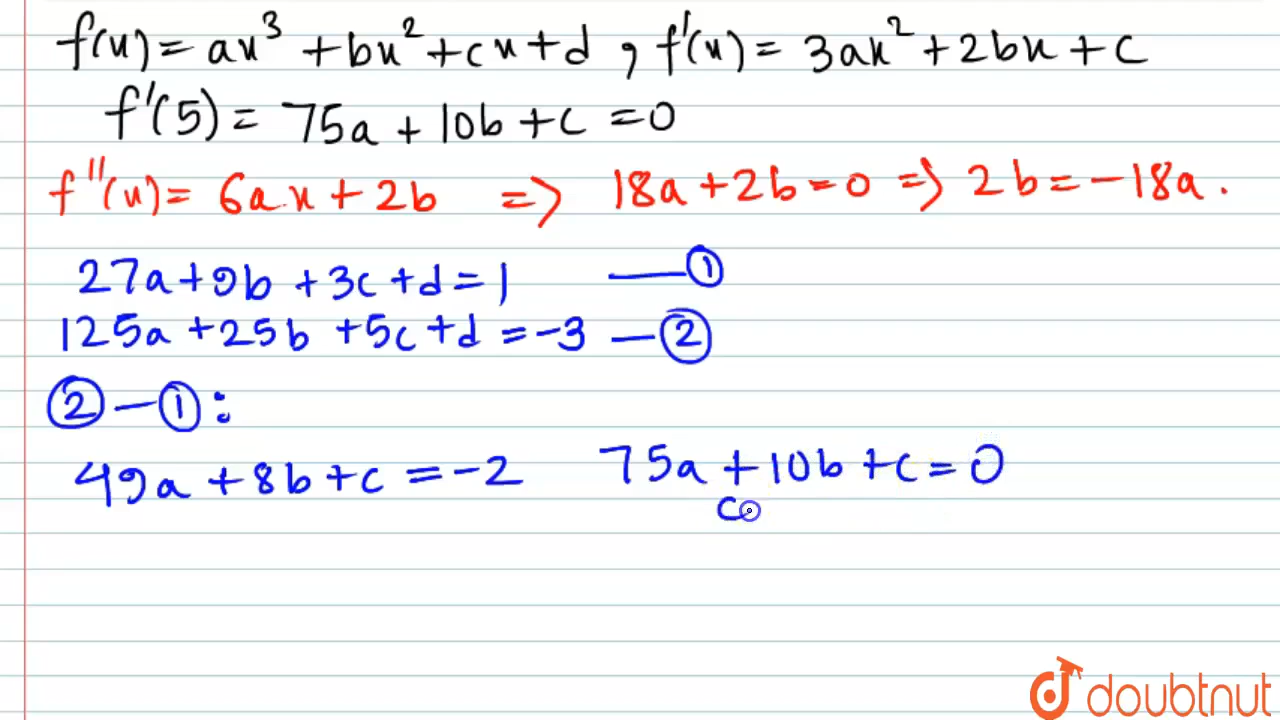 f(x) = ax³ + bx² + cx + d , f'(x) = 3ax² + 2bx + c
f'(5) = 75a + 10b + c = 0
f''(x) = 6a.x + 2b ⇒ 18a + 2b = 0 ⇒ 2b = -18a.
27a + 9b + 3c + d = 1 —①
125a + 25b + 5c + d = -3 —②
② — ① :
49a + 8b + c = -2 75a + 10b + c = 0
c
doubtnut